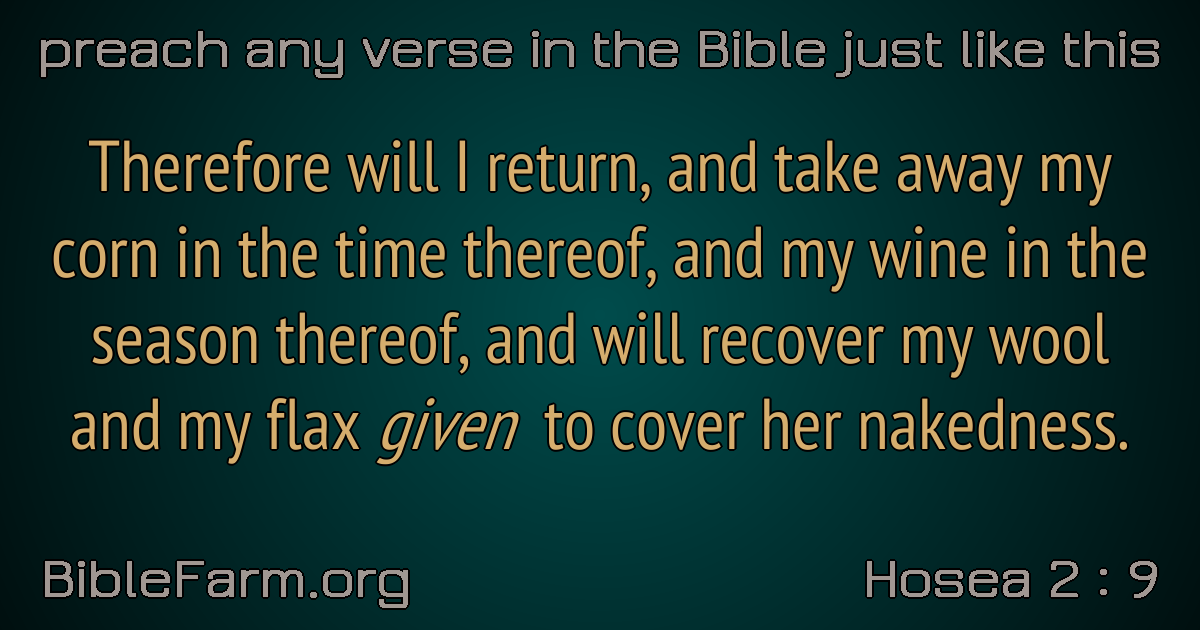 preach any verse in the Bible just like this
Therefore will I return, and take away my
corn in the time thereof, and my wine in the
season thereof, and will recover my wool
and my flax given to cover her nakedness.
BibleFarm.org
Hosea 2 : 9